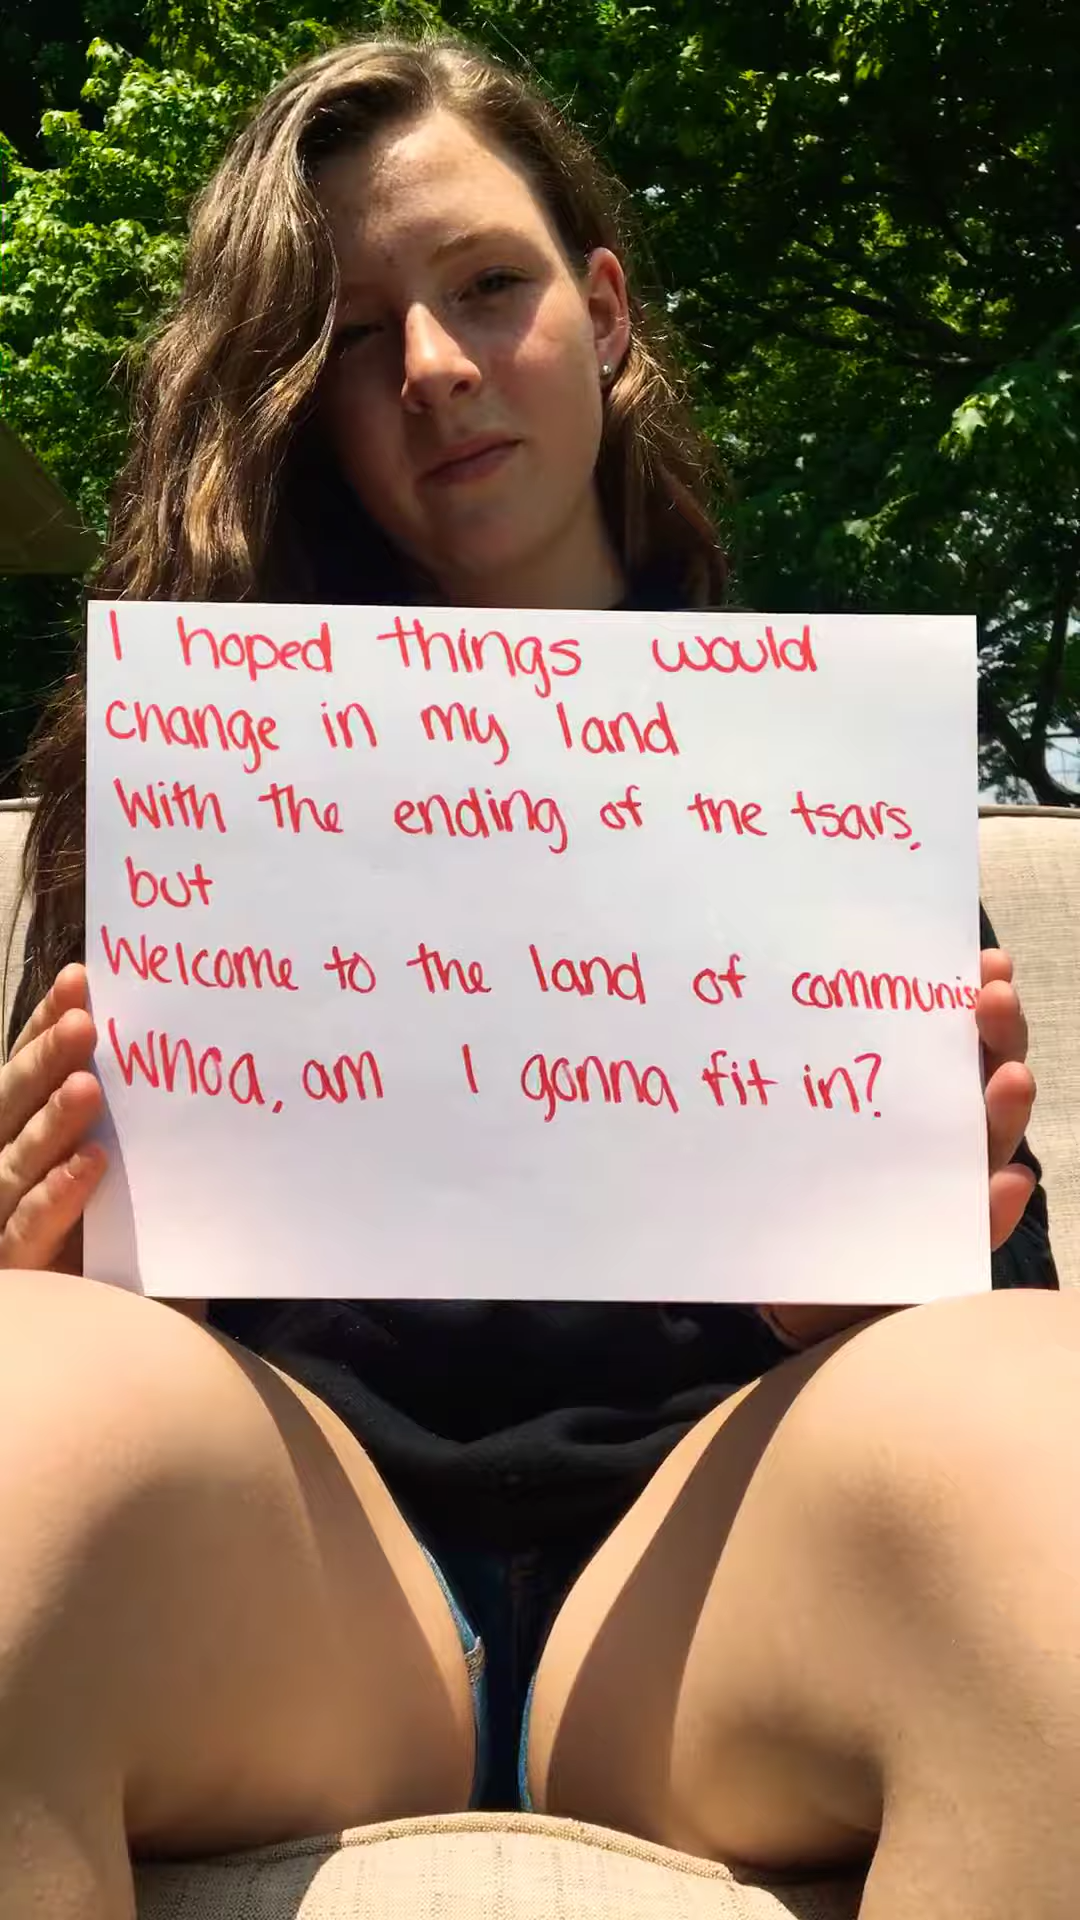 I hoped things would
change in my land
With the ending of the tsars,
but
Welcome to the land of communis
Whoa, am I gonna fit in?